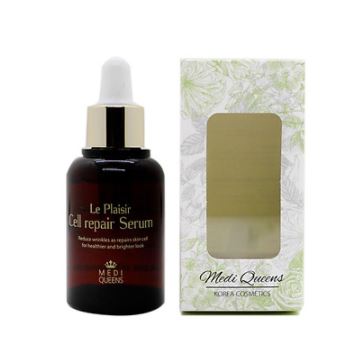 Le Plaisir
Cell repair Serum
Reduce wrinkles as repairs skin cell
for healthier and brighter look
MEDI
QUEENS
Medi Queens
KOREA COSMETICS